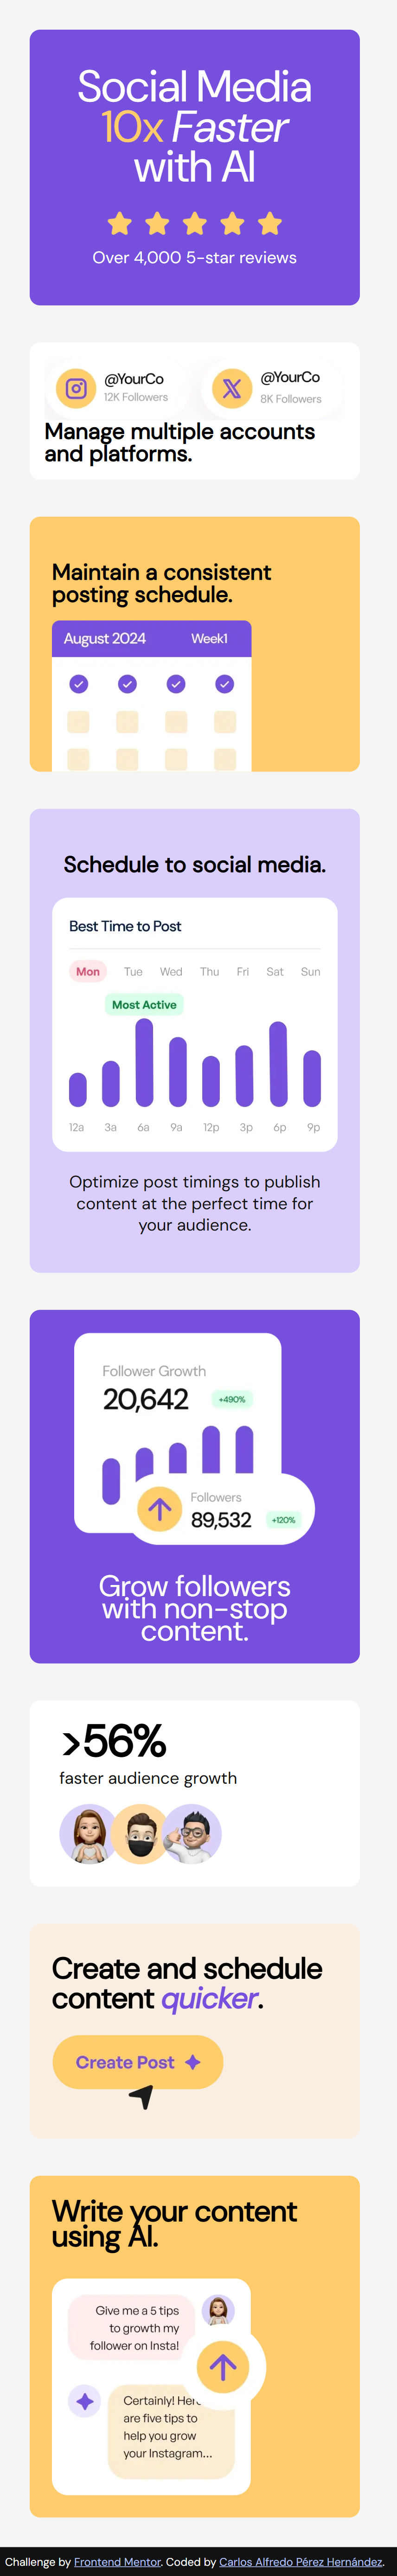 Social Media
10x Faster
with AI
Over 4,000 5-star reviews
@YourCo
12K Followers
@YourCo
8K Followers
Manage multiple accounts
and platforms.
Maintain a consistent
posting schedule.
August 2024 Week1
Schedule to social media.
Best Time to Post
Mon Tue Wed Thu Fri Sat Sun
Most Active
12a 3a 6a 9a 12p 3p 6p 9p
Optimize post timings to publish
content at the perfect time for
your audience.
Follower Growth
20,642 +490%
Followers
89,532 +120%
Grow followers
with non-stop
content.
>56%
faster audience growth
Create and schedule
content quicker.
Create Post
Write your content
using AI.
Give me a 5 tips
to growth my
follower on Insta!
Certainly! Here
are five tips to
help you grow
your Instagram...
Challenge by Frontend Mentor. Coded by Carlos Alfredo Pérez Hernández.